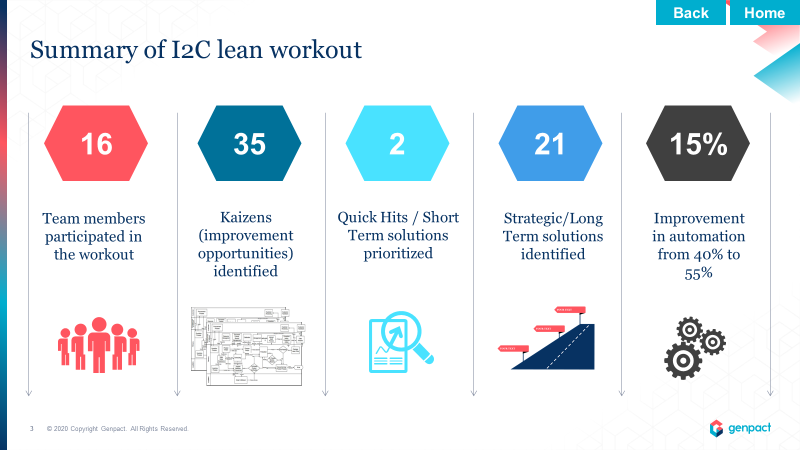 Back
Home
Summary of I2C lean workout
16
35
2
21
15%
Team members
participated in
the workout
Kaizens
(improvement
opportunities)
identified
Quick Hits / Short
Term solutions
prioritized
Strategic/Long
Term solutions
identified
Improvement
in automation
from 40% to
55%
3
© 2020 Copyright Genpact. All Rights Reserved.
genpact